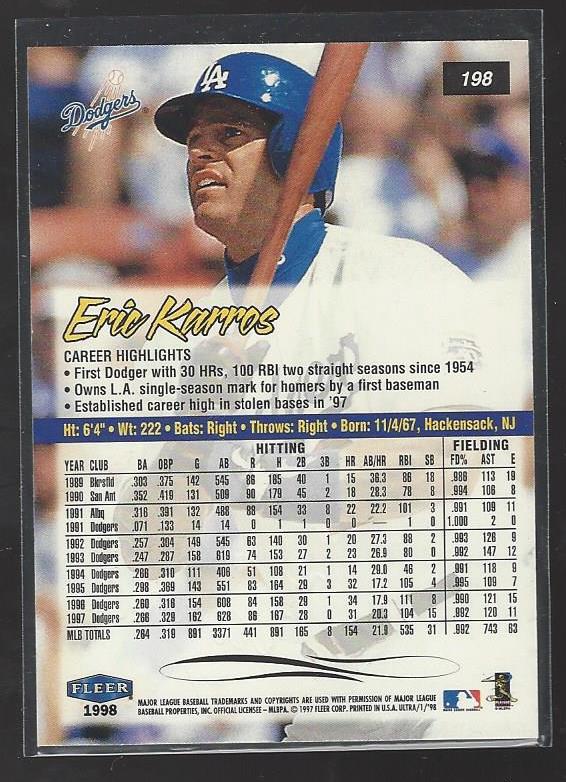 198
Dodgers
LA
Eric Karros
CAREER HIGHLIGHTS
• First Dodger with 30 HRs, 100 RBI two straight seasons since 1954
• Owns L.A. single-season mark for homers by a first baseman
• Established career high in stolen bases in '97
Ht: 6'4" • Wt: 222 • Bats: Right • Throws: Right • Born: 11/4/67, Hackensack, NJ
HITTING FIELDING
YEAR CLUB BA OBP G AB R H 2B 3B HR AB/HR RBI SB FD% AST E
1989 Bkrsfld .303 .375 142 545 86 165 40 1 15 36.3 86 18 .986 113 19
1990 San Ant .352 .419 131 509 90 179 45 2 18 28.3 78 8 .994 106 8
1991 Albq .316 .391 132 488 88 154 33 8 22 22.2 101 3 .991 109 11
1991 Dodgers .071 .133 14 14 0 1 1 0 0 — 1 0 1.000 2 0
1992 Dodgers .257 .304 149 545 63 140 30 1 20 27.3 88 2 .993 126 9
1993 Dodgers .247 .287 158 619 74 153 27 2 23 26.9 80 0 .992 147 12
1994 Dodgers .266 .310 111 406 51 108 21 1 14 29.0 46 2 .991 118 9
1995 Dodgers .298 .369 143 551 83 164 29 3 32 17.2 105 4 .995 109 7
1996 Dodgers .260 .316 154 608 84 158 29 1 34 17.9 111 .990 121 15
1997 Dodgers .266 .329 162 628 86 167 28 0 31 20.3 104 15 .992 120 11
MLB TOTALS .264 .318 891 3371 441 891 165 8 154 21.9 535 31 .992 743 63
FLEER
1998
MAJOR LEAGUE BASEBALL TRADEMARKS AND COPYRIGHTS ARE USED WITH PERMISSION OF MAJOR LEAGUE
BASEBALL PROPERTIES, INC. OFFICIAL LICENSEE - MLBPA. © 1997 FLEER CORP. PRINTED IN U.S.A. ULTRA/1/'98